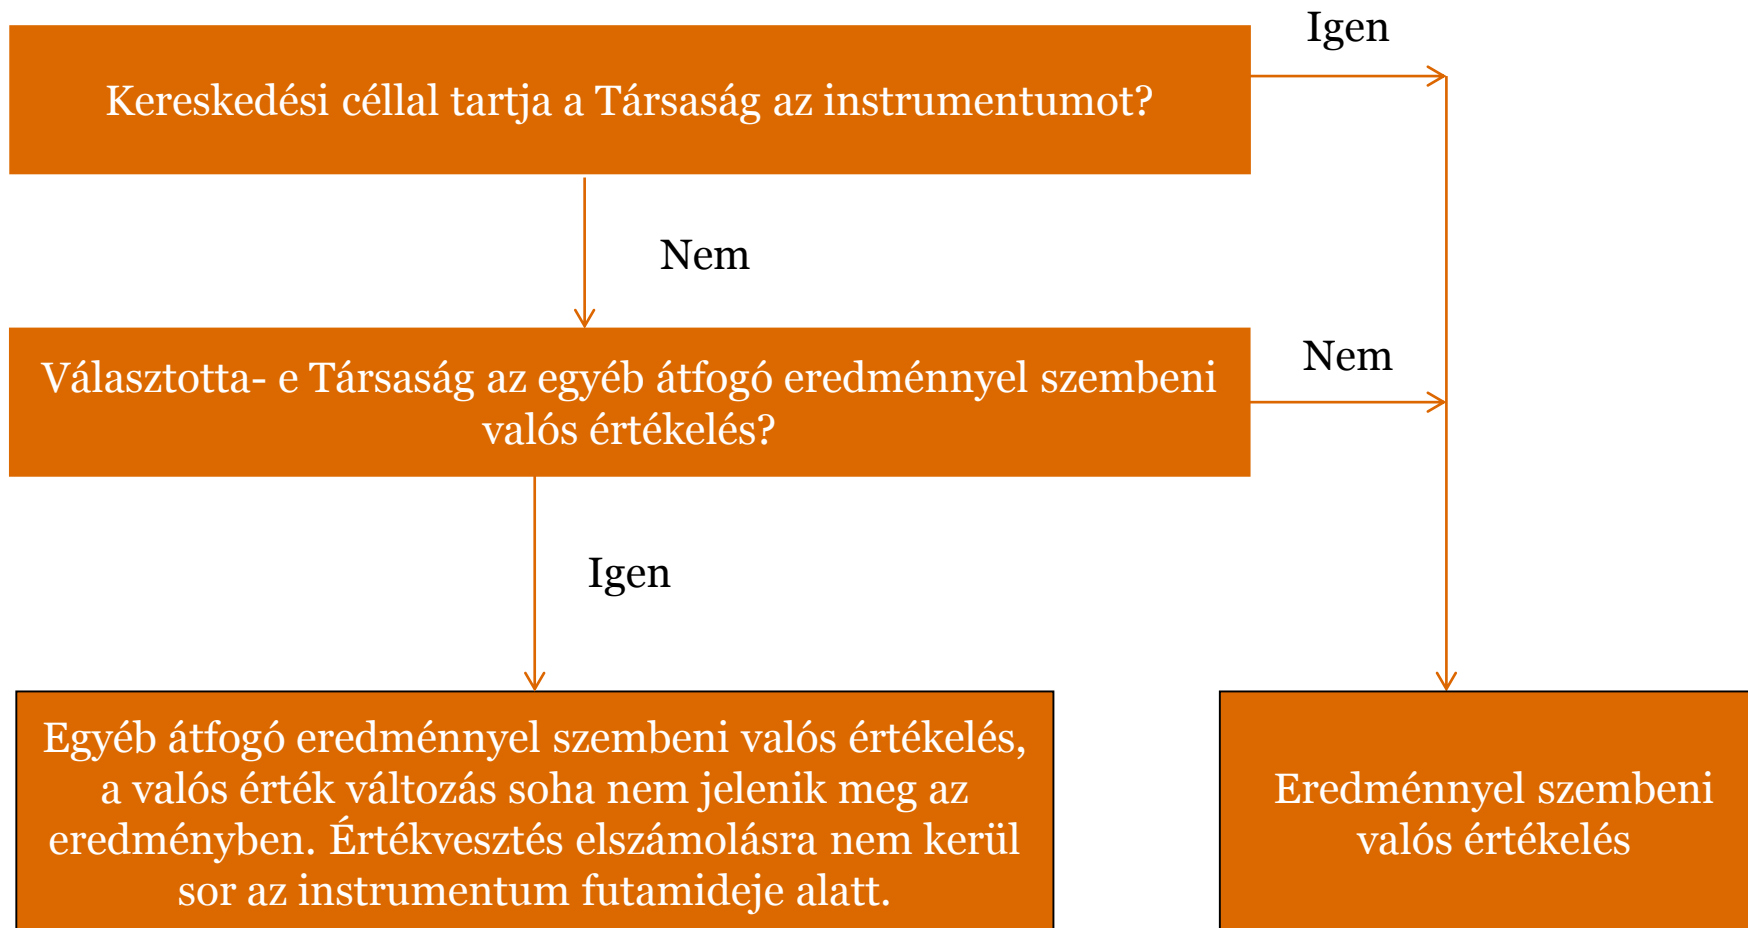 Igen
Kereskedési céllal tartja a Társaság az instrumentumot?
Nem
Választotta- e Társaság az egyéb átfogó eredménnyel szembeni
valós értékelés?
Nem
Igen
Egyéb átfogó eredménnyel szembeni valós értékelés,
a valós érték változás soha nem jelenik meg az
eredményben. Értékvesztés elszámolásra nem kerül
sor az instrumentum futamideje alatt.
Eredménnyel szembeni
valós értékelés